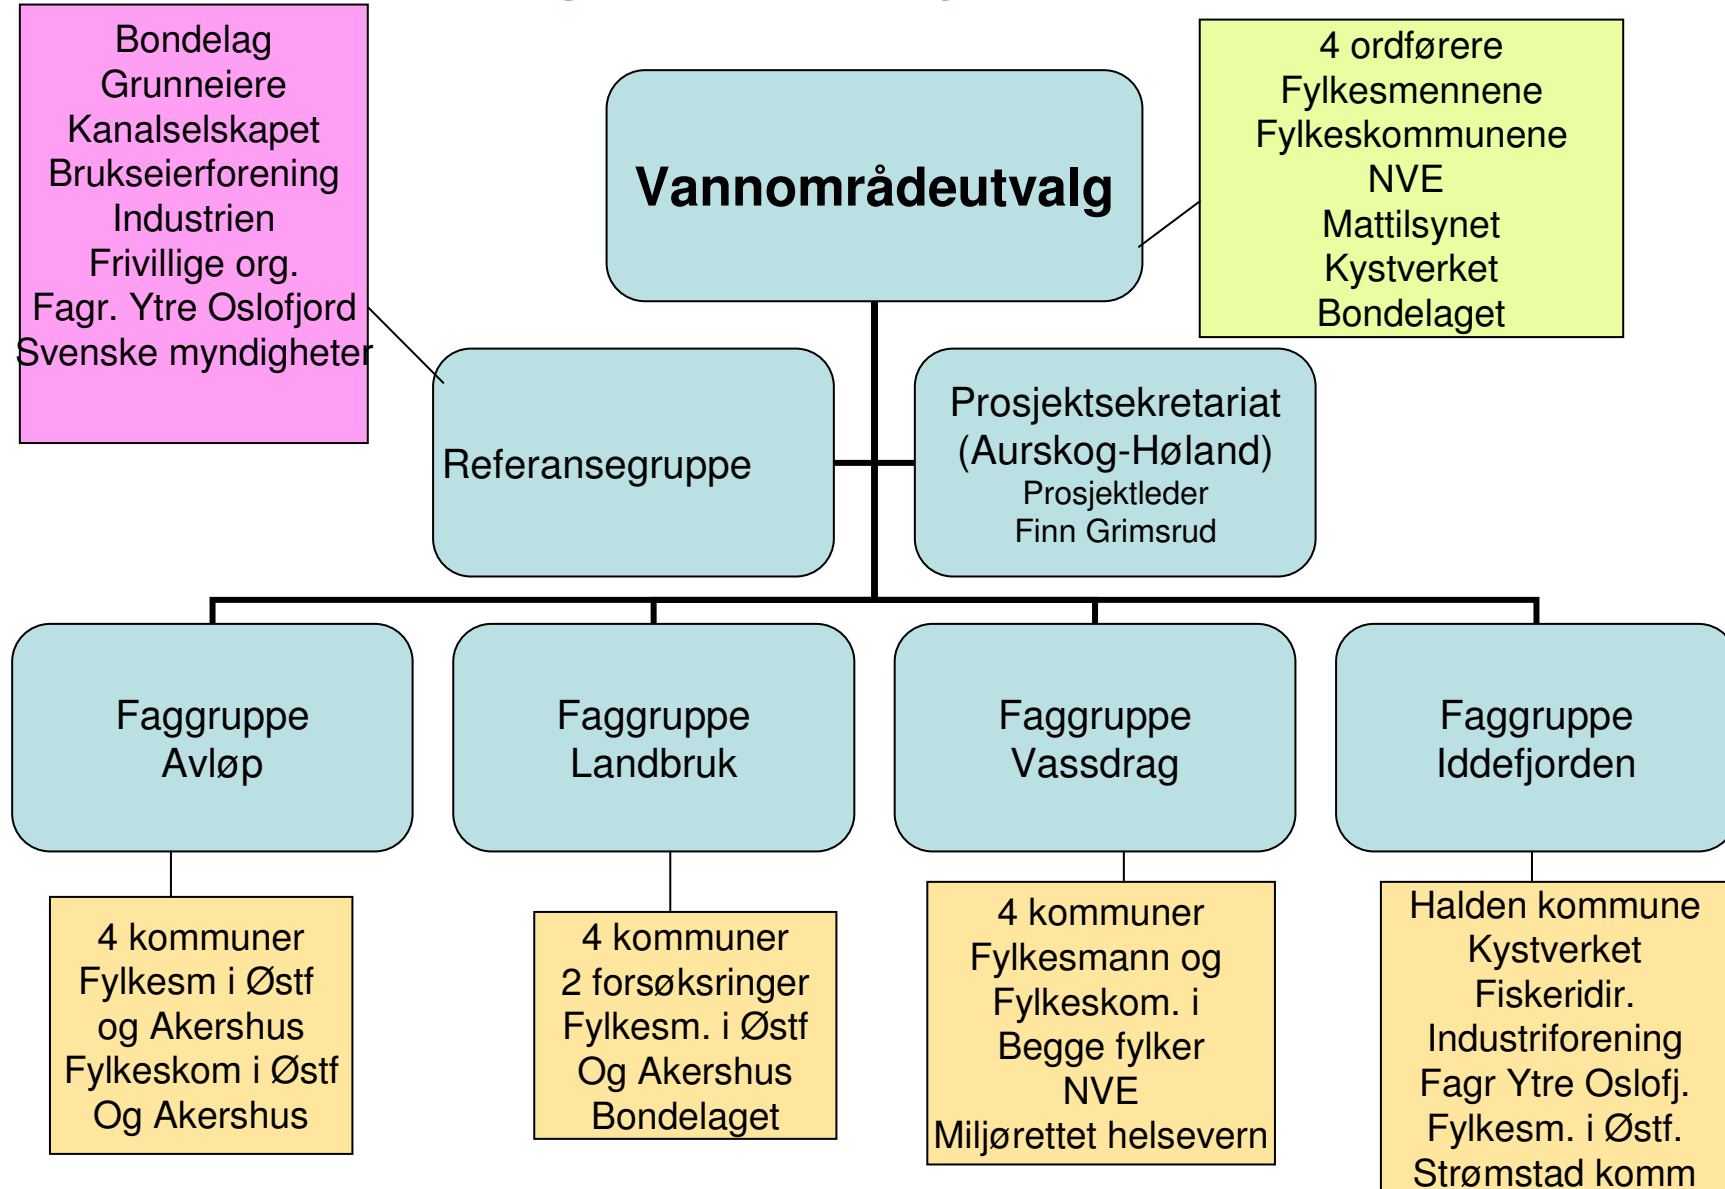 Bondelag
Grunneiere
Kanalselskapet
Brukseierforening
Industrien
Frivillige org.
Fagr. Ytre Oslofjord
Svenske myndigheter
Vannområdeutvalg
4 ordførere
Fylkesmennene
Fylkeskommunene
NVE
Mattilsynet
Kystverket
Bondelaget
Referansegruppe
Prosjektsekretariat
(Aurskog-Høland)
Prosjektleder
Finn Grimsrud
Faggruppe
Avløp
Faggruppe
Landbruk
Faggruppe
Vassdrag
Faggruppe
Iddefjorden
4 kommuner
Fylkesm i Østf
og Akershus
Fylkeskom i Østf
Og Akershus
4 kommuner
2 forsøksringer
Fylkesm. i Østf
Og Akershus
Bondelaget
4 kommuner
Fylkesmann og
Fylkeskom. i
Begge fylker
NVE
Miljørettet helsevern
Halden kommune
Kystverket
Fiskeridir.
Industriforening
Fagr Ytre Oslofj.
Fylkesm. i Østf.
Strømstad komm